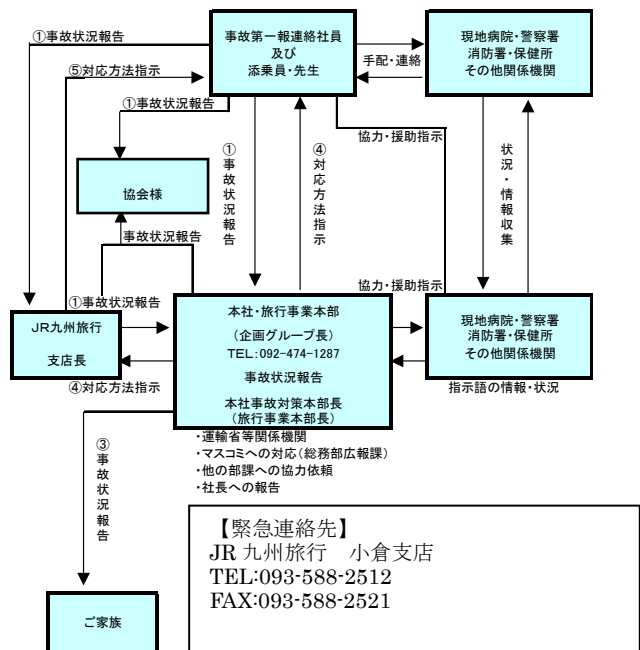 ①事故状況報告
事故第一報連絡社員
及び
添乗員・先生
手配・連絡
現地病院・警察署
消防署・保健所
その他関係機関
⑤対応方法指示
①事故状況報告
協力・援助指示
①事故状況報告
④対応方法指示
状況・情報収集
協会様
事故状況報告
①事故状況報告
協力・援助指示
JR九州旅行
支店長
本社・旅行事業本部
(企画グループ長)
TEL:092-474-1287
事故状況報告
本社事故対策本部長
(旅行事業本部長)
現地病院・警察署
消防署・保健所
その他関係機関
④対応方法指示
指示語の情報・状況
・運輸省等関係機関
・マスコミへの対応(総務部広報課)
・他の部課への協力依頼
・社長への報告
③事故状況報告
【緊急連絡先】
JR九州旅行　小倉支店
TEL:093-588-2512
FAX:093-588-2521
ご家族